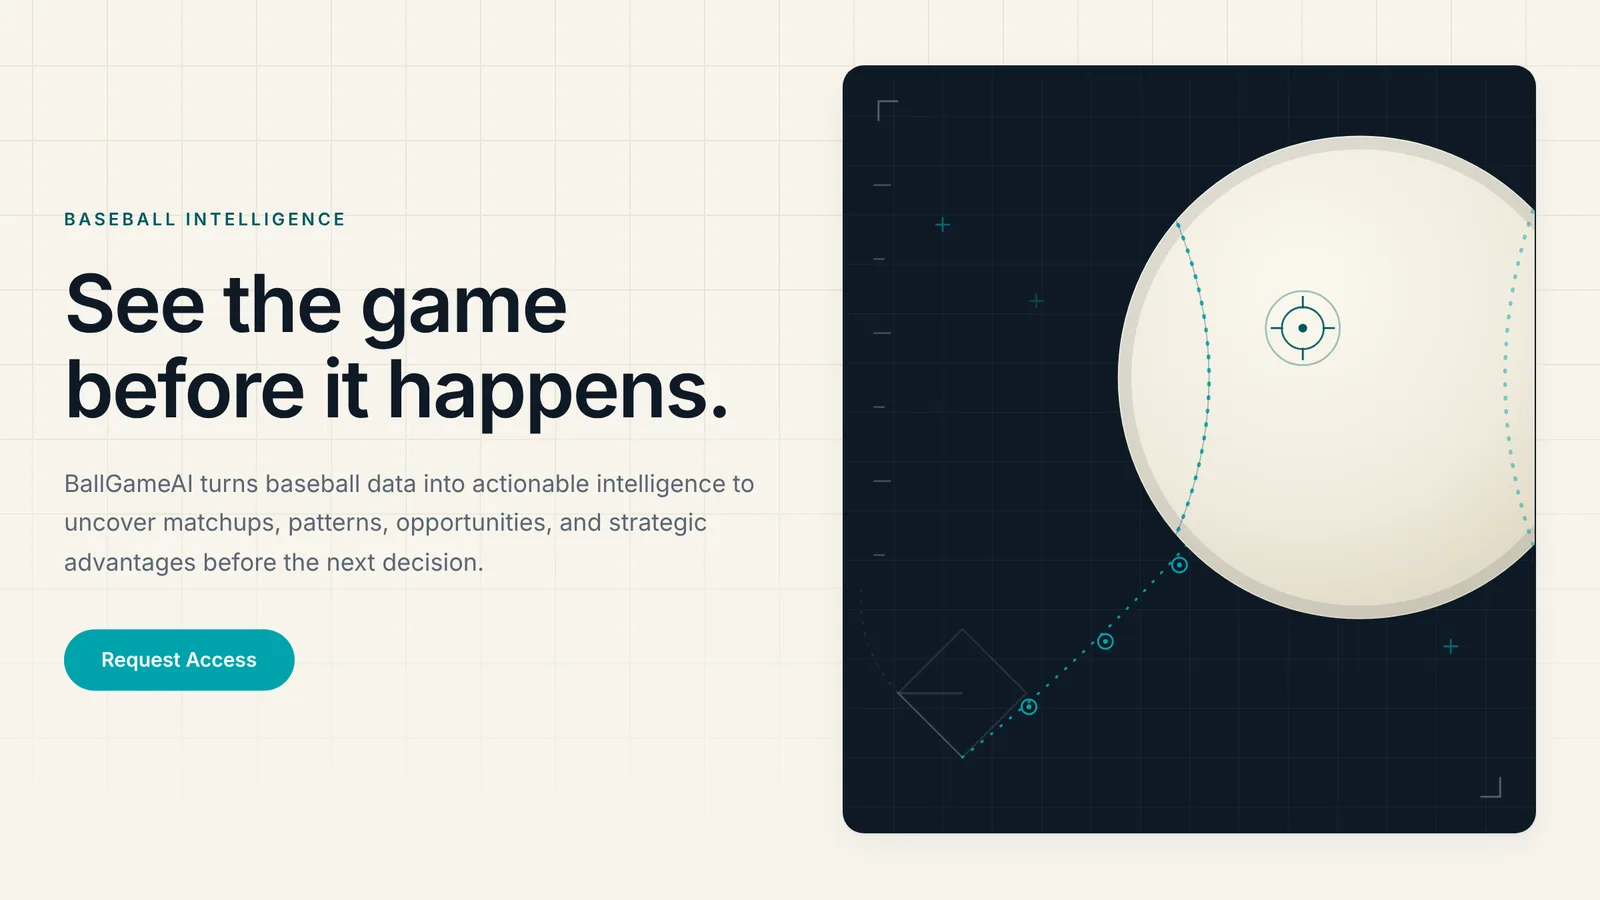 BASEBALL INTELLIGENCE
See the game
before it happens.
BallGameAI turns baseball data into actionable intelligence to
uncover matchups, patterns, opportunities, and strategic
advantages before the next decision.
Request Access